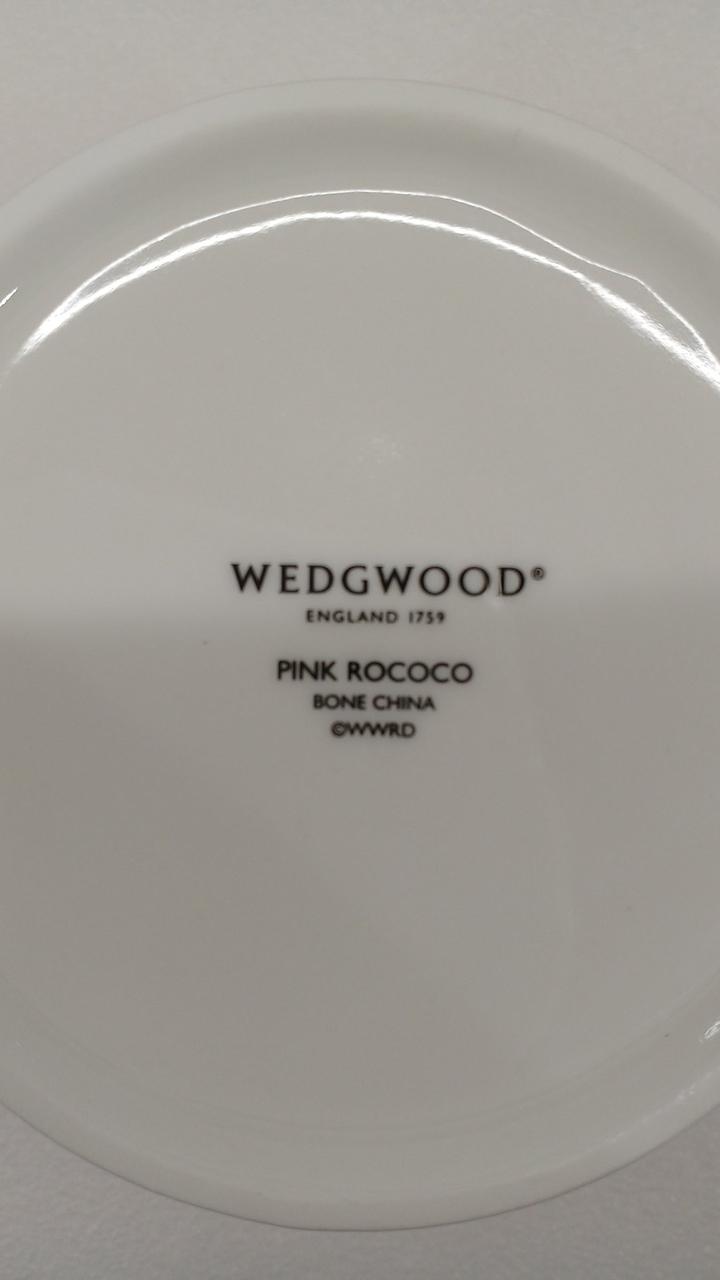 WEDGWOOD®
ENGLAND 1759
PINK ROCOCO
BONE CHINA
©WWRD